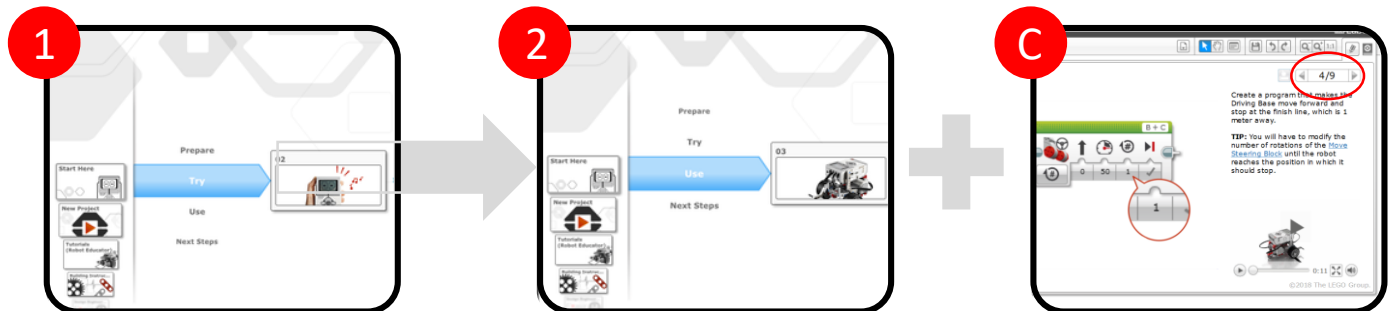 1
Prepare
Try
Use
Next Steps
Start Here
New Project
Tutorials
(Robot Educator)
Building Instruc...
02
2
Prepare
Try
Use
Next Steps
Start Here
New Project
Tutorials
(Robot Educator)
Building Instruc...
03
C
1:1
4/9
Create a program that makes the
Driving Base move forward and
stop at the finish line, which is 1
meter away.
TIP: You will have to modify the
number of rotations of the Move
Steering Block until the robot
reaches the position in which it
should stop.
B + C
#
#
0 50 1
1
0:11
©2018 The LEGO Group.